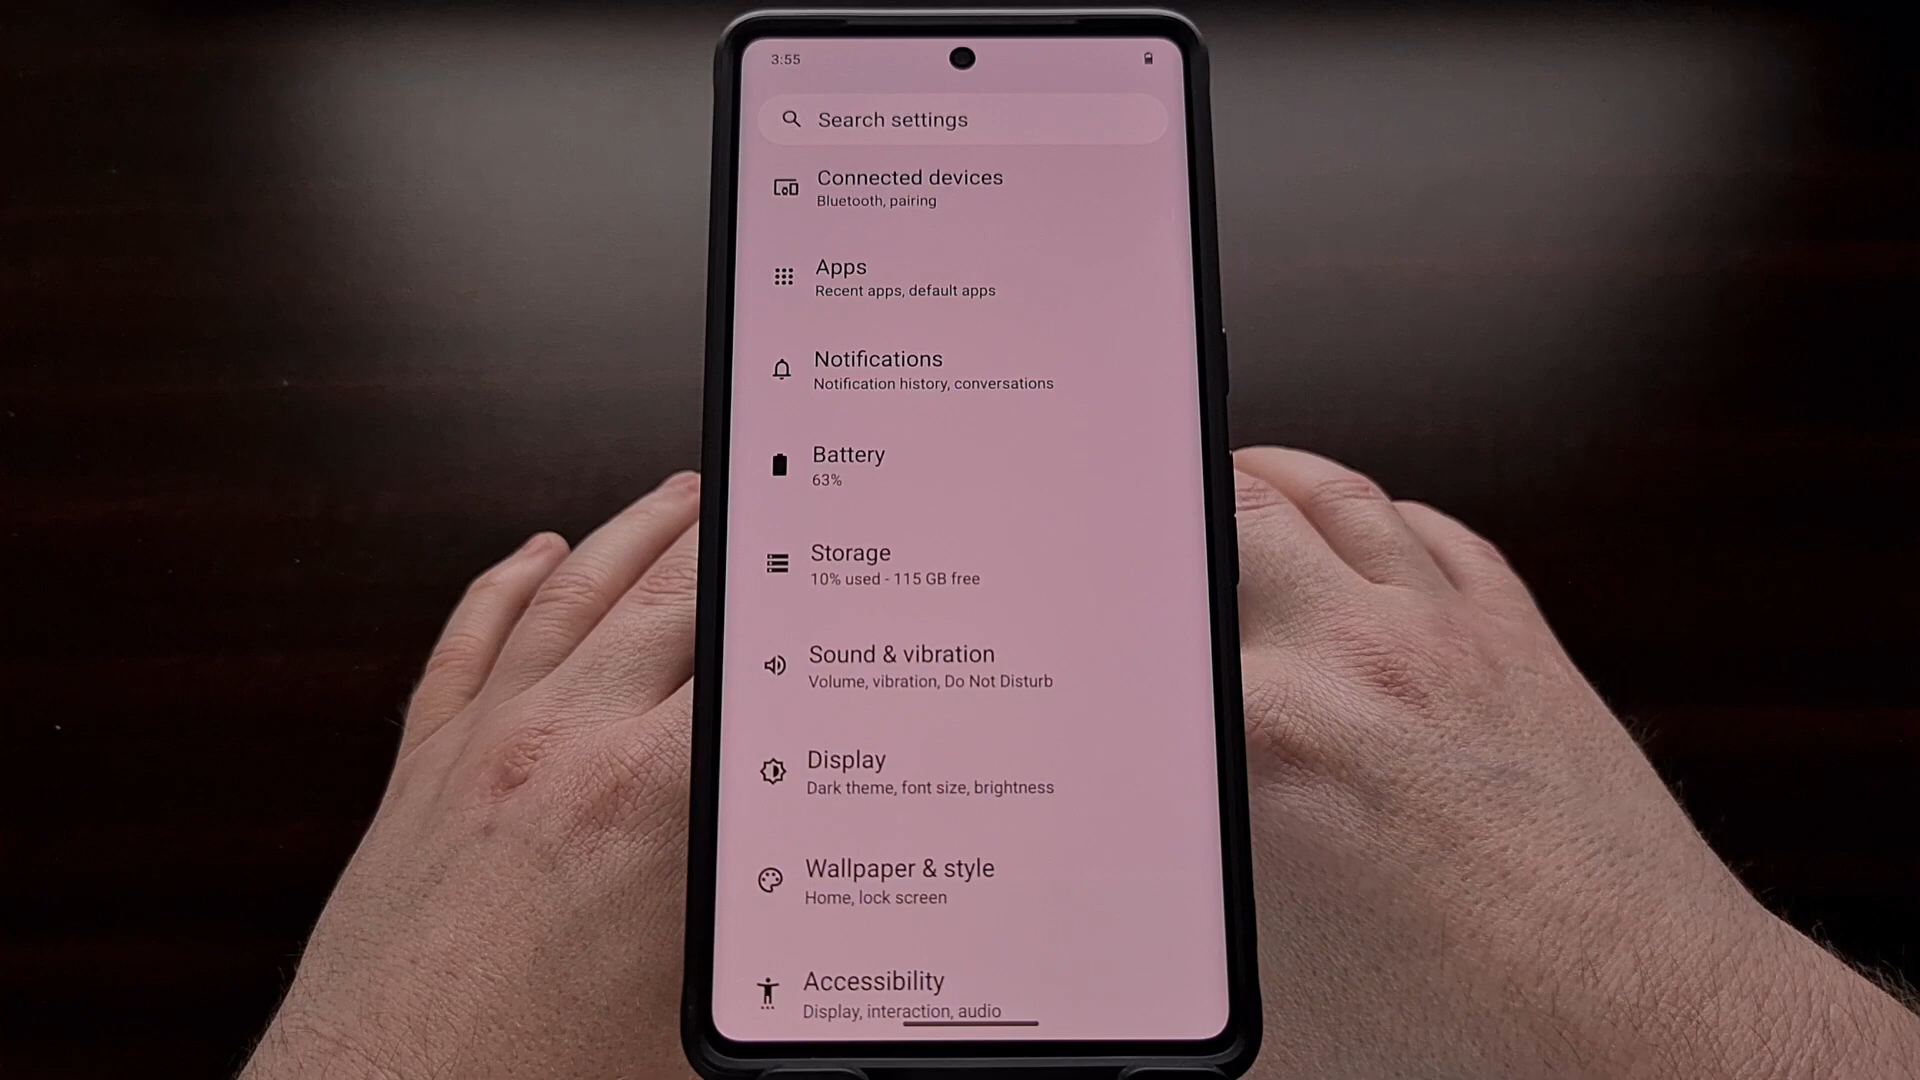 3:55
Search settings
Connected devices
Bluetooth, pairing
Apps
Recent apps, default apps
Notifications
Notification history, conversations
Battery
63%
Storage
10% used - 115 GB free
Sound & vibration
Volume, vibration, Do Not Disturb
Display
Dark theme, font size, brightness
Wallpaper & style
Home, lock screen
Accessibility
Display, interaction, audio